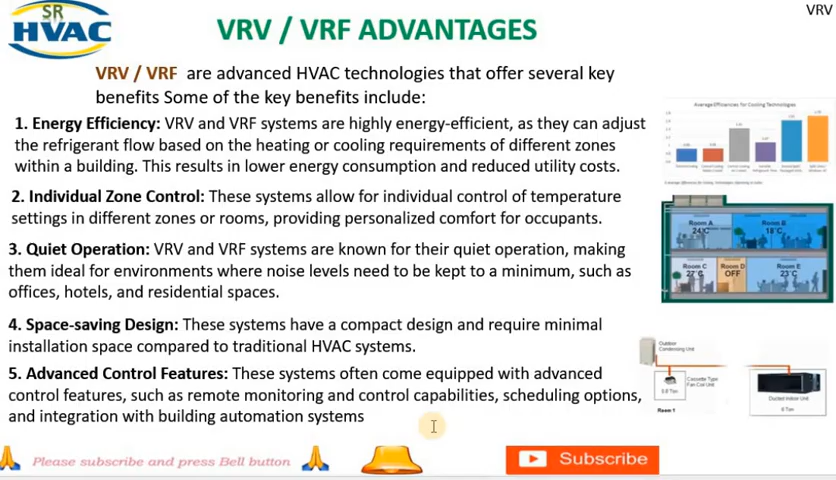 SR
HVAC
VRV / VRF ADVANTAGES
VRV
VRV / VRF are advanced HVAC technologies that offer several key
benefits Some of the key benefits include:
1. Energy Efficiency: VRV and VRF systems are highly energy-efficient, as they can adjust
the refrigerant flow based on the heating or cooling requirements of different zones
within a building. This results in lower energy consumption and reduced utility costs.
2. Individual Zone Control: These systems allow for individual control of temperature
settings in different zones or rooms, providing personalized comfort for occupants.
3. Quiet Operation: VRV and VRF systems are known for their quiet operation, making
them ideal for environments where noise levels need to be kept to a minimum, such as
offices, hotels, and residential spaces.
4. Space-saving Design: These systems have a compact design and require minimal
installation space compared to traditional HVAC systems.
5. Advanced Control Features: These systems often come equipped with advanced
control features, such as remote monitoring and control capabilities, scheduling options,
and integration with building automation systems
Average Efficiencies for Cooling Technologies
Room A
24°C
Room B
18°C
Room C
27°C
Room D
OFF
Room E
23°C
Outdoor
Condensing Unit
Cassette Type
Fan Coil Unit
Room 1
Ducted Indoor Unit
Please subscribe and press Bell button
Subscribe